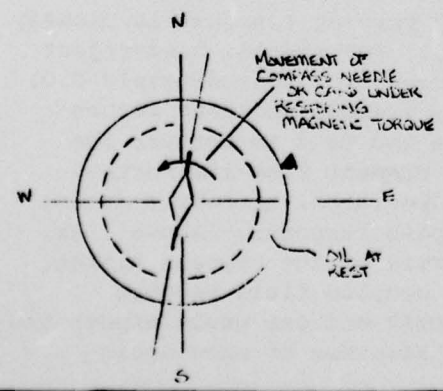 N
MOVEMENT OF
COMPASS NEEDLE
OR CARD UNDER
RESTORING
MAGNETIC TORQUE
W
E
OIL AT
REST
S